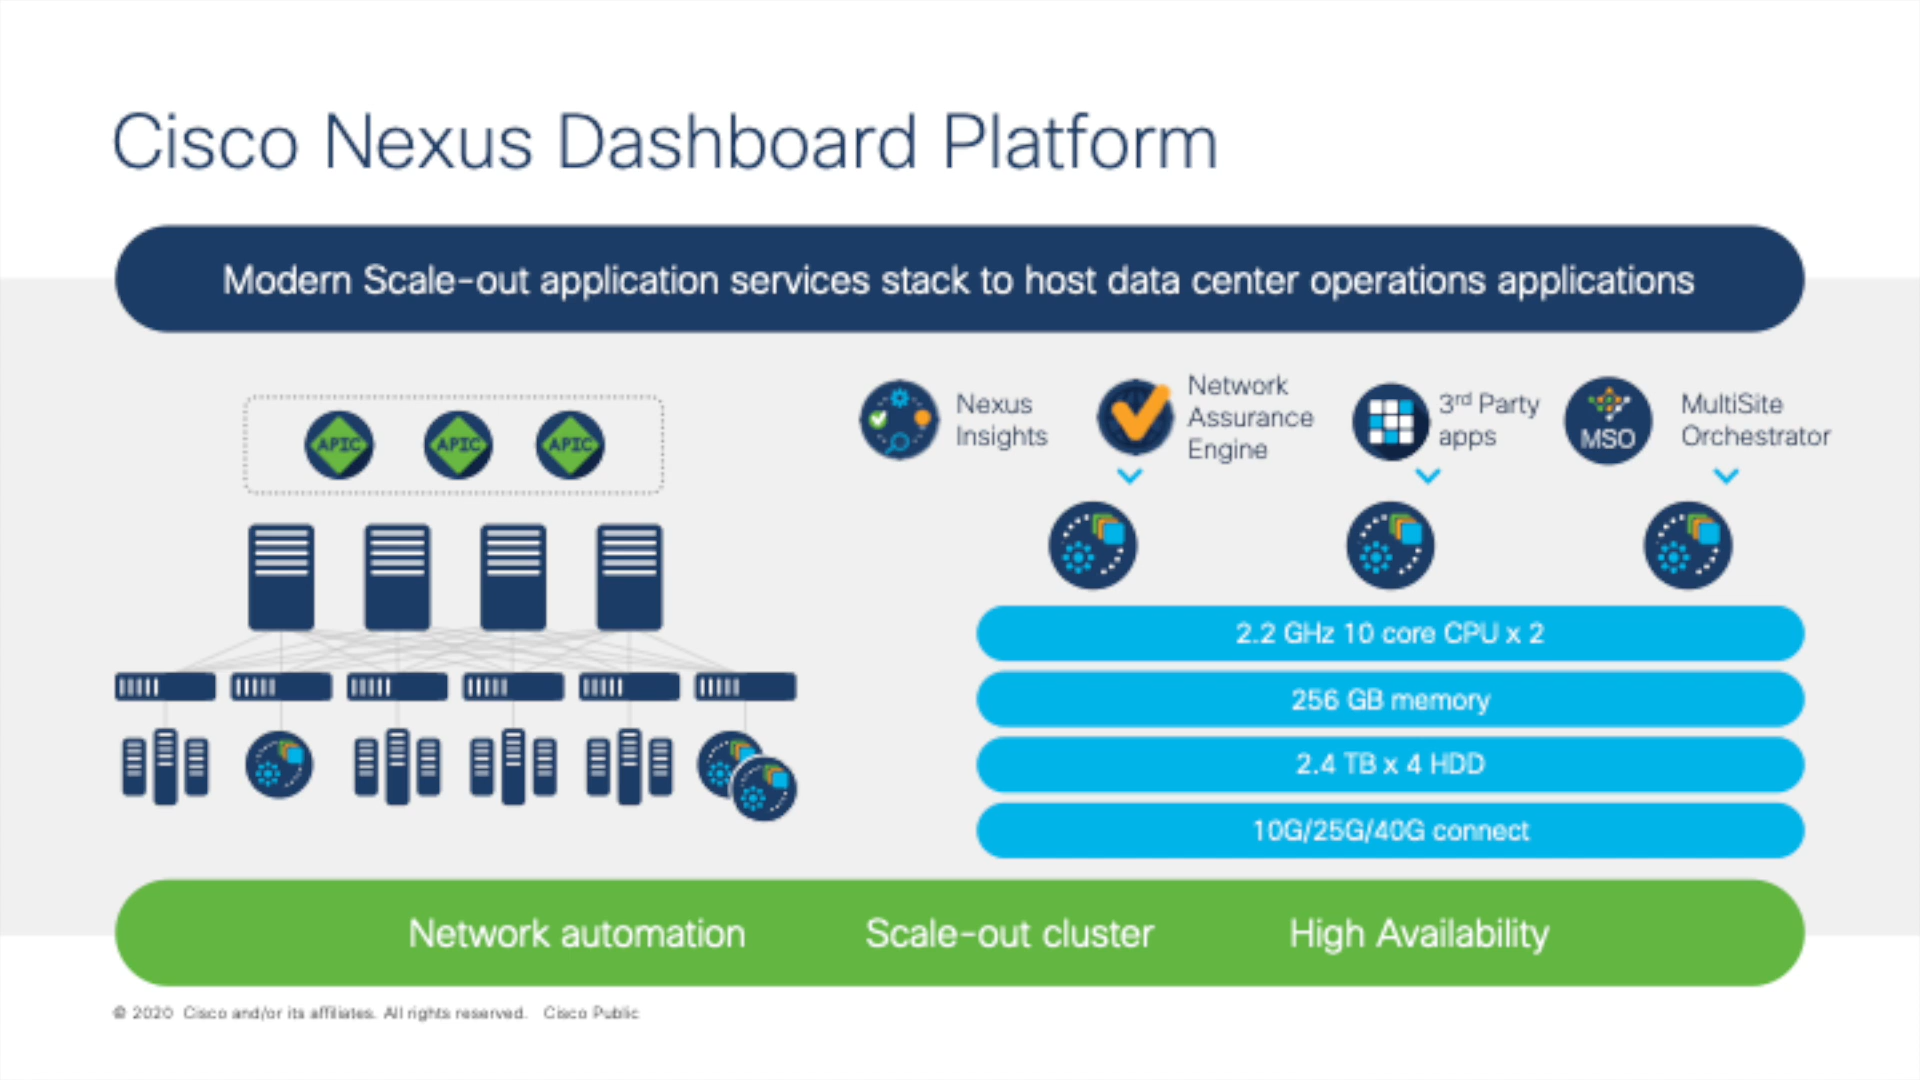 Cisco Nexus Dashboard Platform
Modern Scale-out application services stack to host data center operations applications
APIC APIC APIC
Nexus
Insights
Network
Assurance
Engine
3rd Party
apps
MSO
MultiSite
Orchestrator
2.2 GHz 10 core CPU x 2
256 GB memory
2.4 TB x 4 HDD
10G/25G/40G connect
Network automation Scale-out cluster High Availability
© 2020 Cisco and/or its affiliates. All rights reserved. Cisco Public